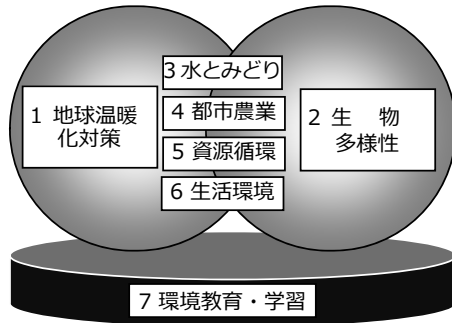 1 地球温暖
化対策
3 水とみどり
4 都市農業
5 資源循環
6 生活環境
2 生　物
多様性
7 環境教育・学習